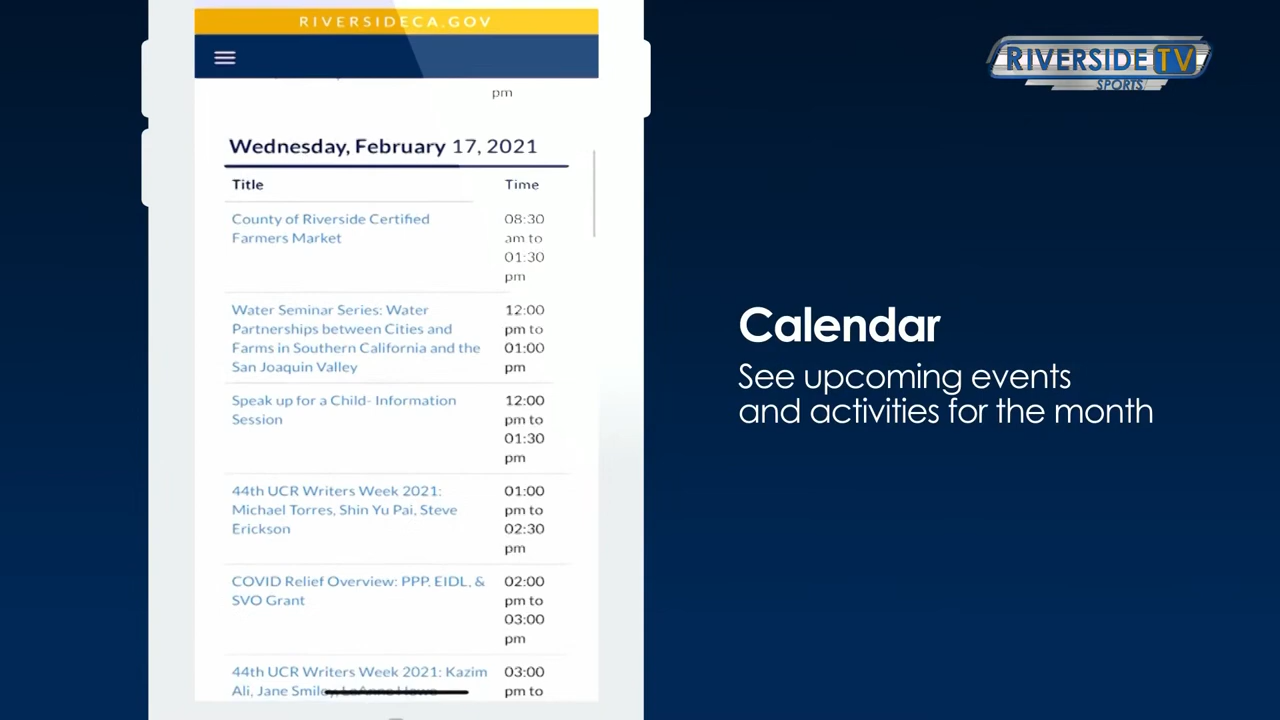 RIVERSIDECA.GOV
pm
Wednesday, February 17, 2021
Title
Time
County of Riverside Certified
Farmers Market
08:30
am to
01:30
pm
Water Seminar Series: Water
Partnerships between Cities and
Farms in Southern California and the
San Joaquin Valley
12:00
pm to
01:00
pm
Speak up for a Child- Information
Session
12:00
pm to
01:30
pm
44th UCR Writers Week 2021:
Michael Torres, Shin Yu Pai, Steve
Erickson
01:00
pm to
02:30
pm
COVID Relief Overview: PPP, EIDL, &
SVO Grant
02:00
pm to
03:00
pm
44th UCR Writers Week 2021: Kazim
Ali, Jane Smiley, LeAnne Howe
03:00
pm to
RIVERSIDE TV
SPORTS
Calendar
See upcoming events
and activities for the month